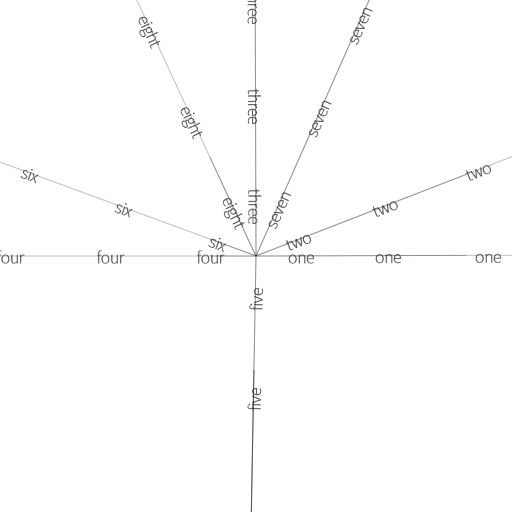 three
eight
seven
three
eight
seven
six
two
six
two
eight
three
seven
six
two
four
four
four
one
one
one
five
five